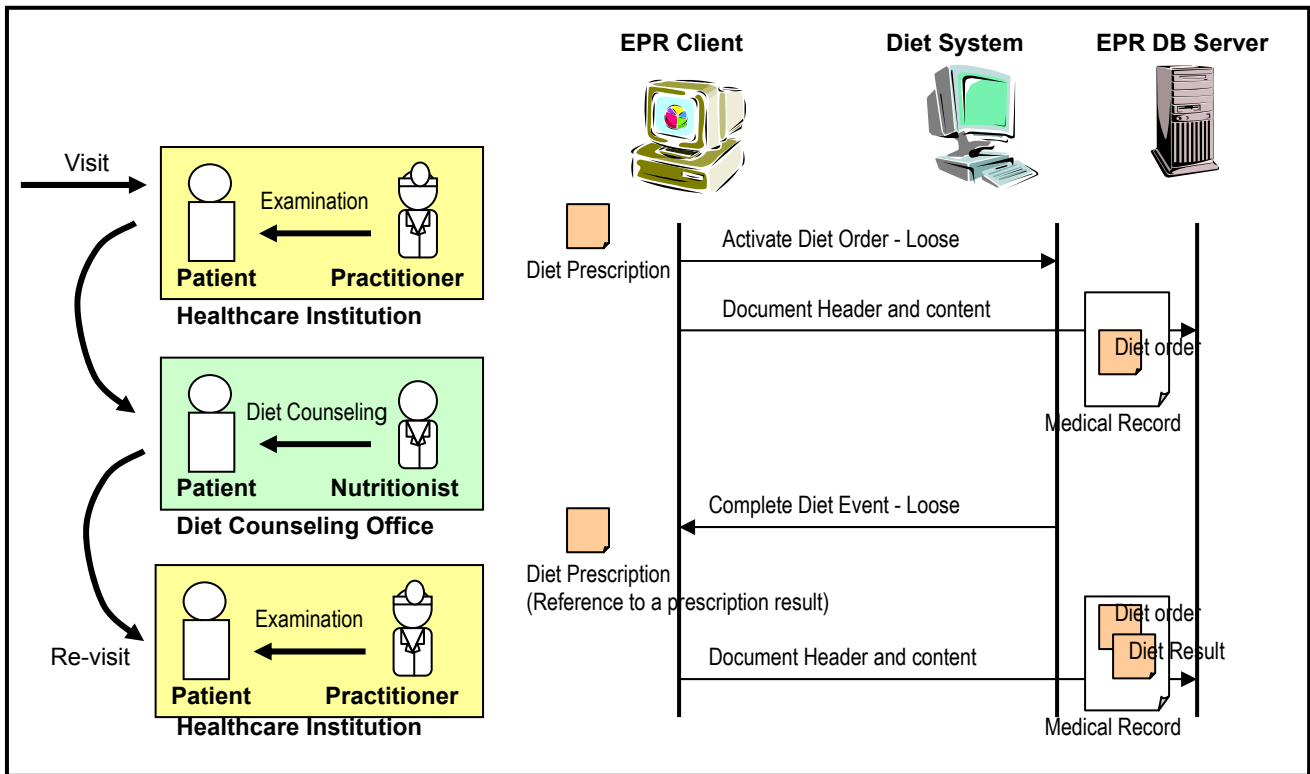 EPR Client
Diet System
EPR DB Server
Visit
Examination
Patient
Practitioner
Healthcare Institution
Diet Prescription
Activate Diet Order - Loose
Document Header and content
Diet order
Medical Record
Diet Counseling
Patient
Nutritionist
Diet Counseling Office
Complete Diet Event - Loose
Diet Prescription
(Reference to a prescription result)
Re-visit
Examination
Patient
Practitioner
Healthcare Institution
Document Header and content
Diet order
Diet Result
Medical Record